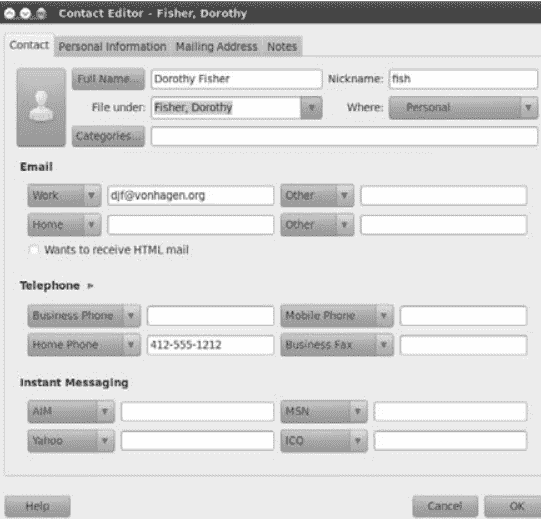 Contact Editor - Fisher, Dorothy
Contact Personal Information Mailing Address Notes
Full Name... Dorothy Fisher Nickname: fish
File under: Fisher, Dorothy Where: Personal
Categories...
Email
Work djf@vonhagen.org Other
Home Other
Wants to receive HTML mail
Telephone
Business Phone Mobile Phone
Home Phone 412-555-1212 Business Fax
Instant Messaging
AIM MSN
Yahoo ICQ
Help Cancel OK